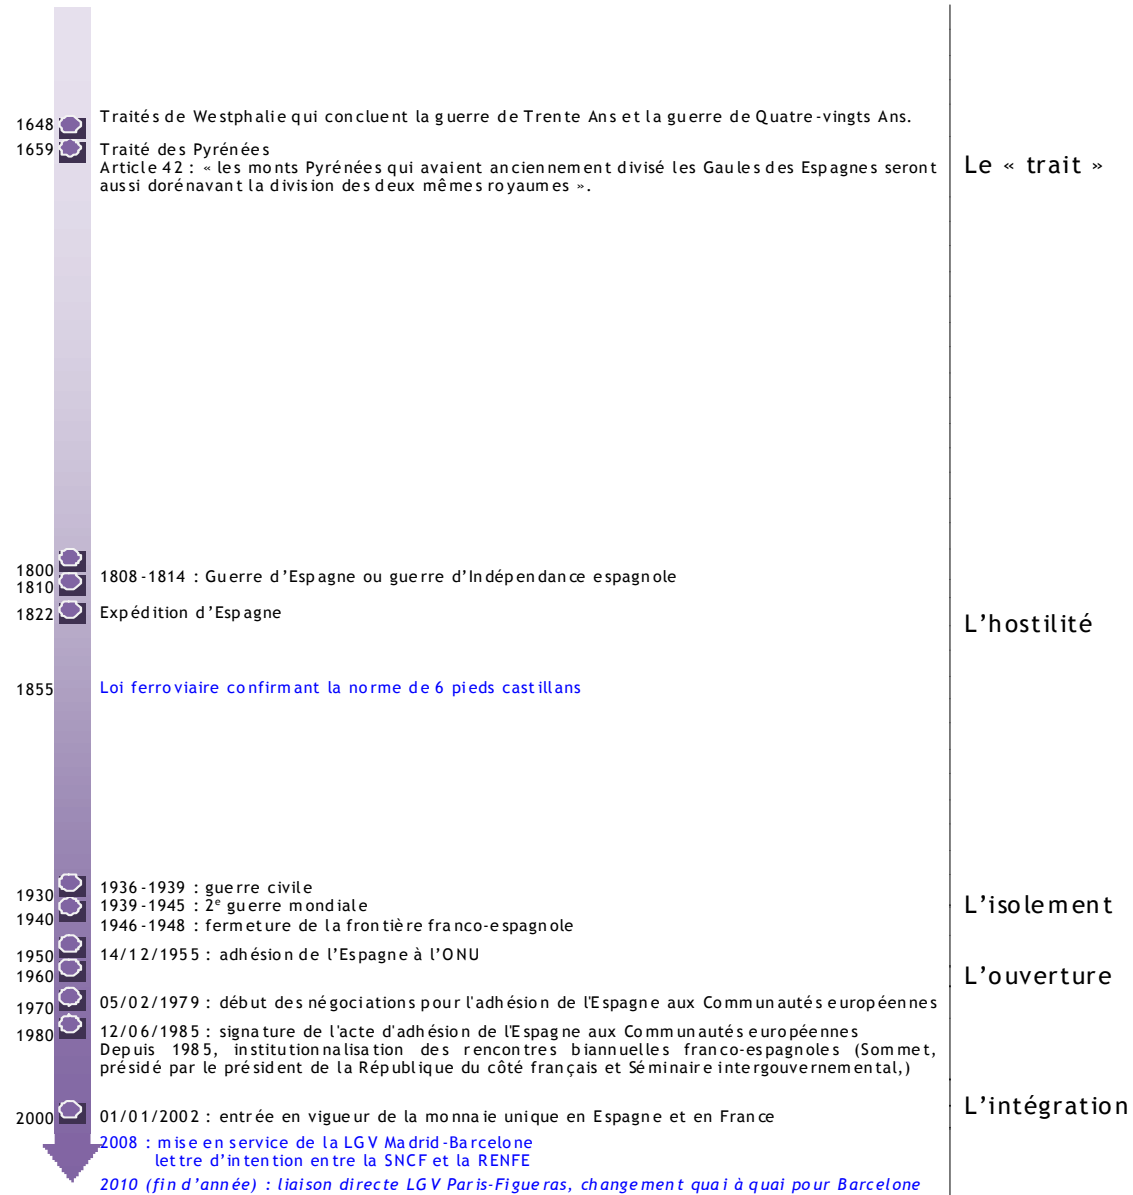 1648 Traités de Westphalie qui concluent la guerre de Trente Ans et la guerre de Quatre-vingts Ans.
1659 Traité des Pyrénées
Article 42 : « les monts Pyrénées qui avaient anciennement divisé les Gaules des Espagnes seront
aussi dorénavant la division des deux mêmes royaumes ».
Le « trait »
1800
1810 1808-1814 : Guerre d’Espagne ou guerre d’Indépendance espagnole
1822 Expédition d’Espagne
L’hostilité
1855 Loi ferroviaire confirmant la norme de 6 pieds castillans
1930 1936-1939 : guerre civile
1939-1945 : 2e guerre mondiale
1940 1946-1948 : fermeture de la frontière franco-espagnole
L’isolement
1950 14/12/1955 : adhésion de l’Espagne à l’ONU
1960
L’ouverture
1970 05/02/1979 : début des négociations pour l'adhésion de l'Espagne aux Communautés européennes
1980 12/06/1985 : signature de l'acte d'adhésion de l'Espagne aux Communautés européennes
Depuis 1985, institutionnalisation des rencontres biannuelles franco-espagnoles (Sommet,
présidé par le président de la République du côté français et Séminaire intergouvernemental,)
L’intégration
2000 01/01/2002 : entrée en vigueur de la monnaie unique en Espagne et en France
2008 : mise en service de la LGV Madrid-Barcelone
lettre d’intention entre la SNCF et la RENFE
2010 (fin d’année) : liaison directe LGV Paris-Figueras, changement quai à quai pour Barcelone